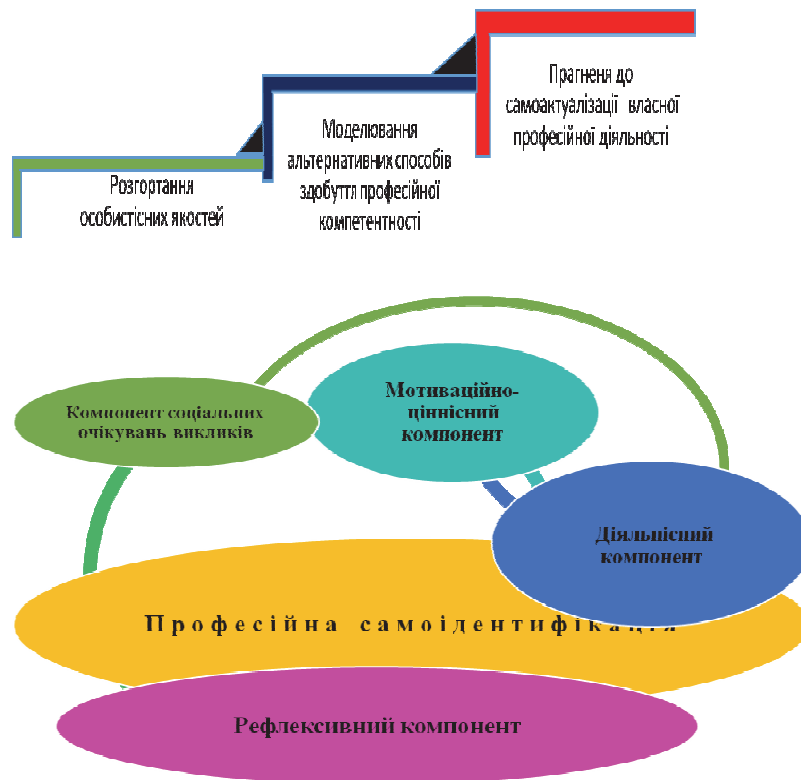 Розгортання
особистісних якостей
Моделювання
альтернативних способів
здобуття професійної
компетентності
Прагненя до
самоактуалізації власної
професійної діяльності
Компонент соціальних
очікувань викликів
Мотиваційно-
ціннісний
компонент
Діяльнісний
компонент
Професійна самоідентифікація
Рефлексивний компонент